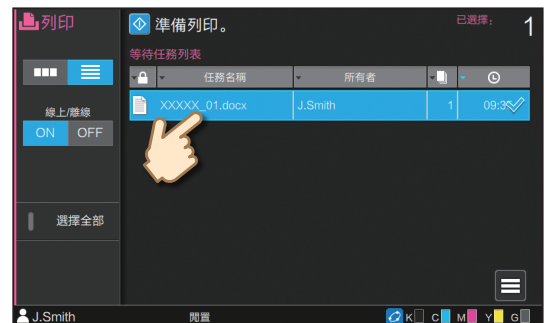 列印
準備列印。
已選擇： 1
等待任務列表
任務名稱 所有者
XXXXX_01.docx J.Smith 1 09:3
線上/離線
ON OFF
選擇全部
J.Smith 閒置 K C M Y G